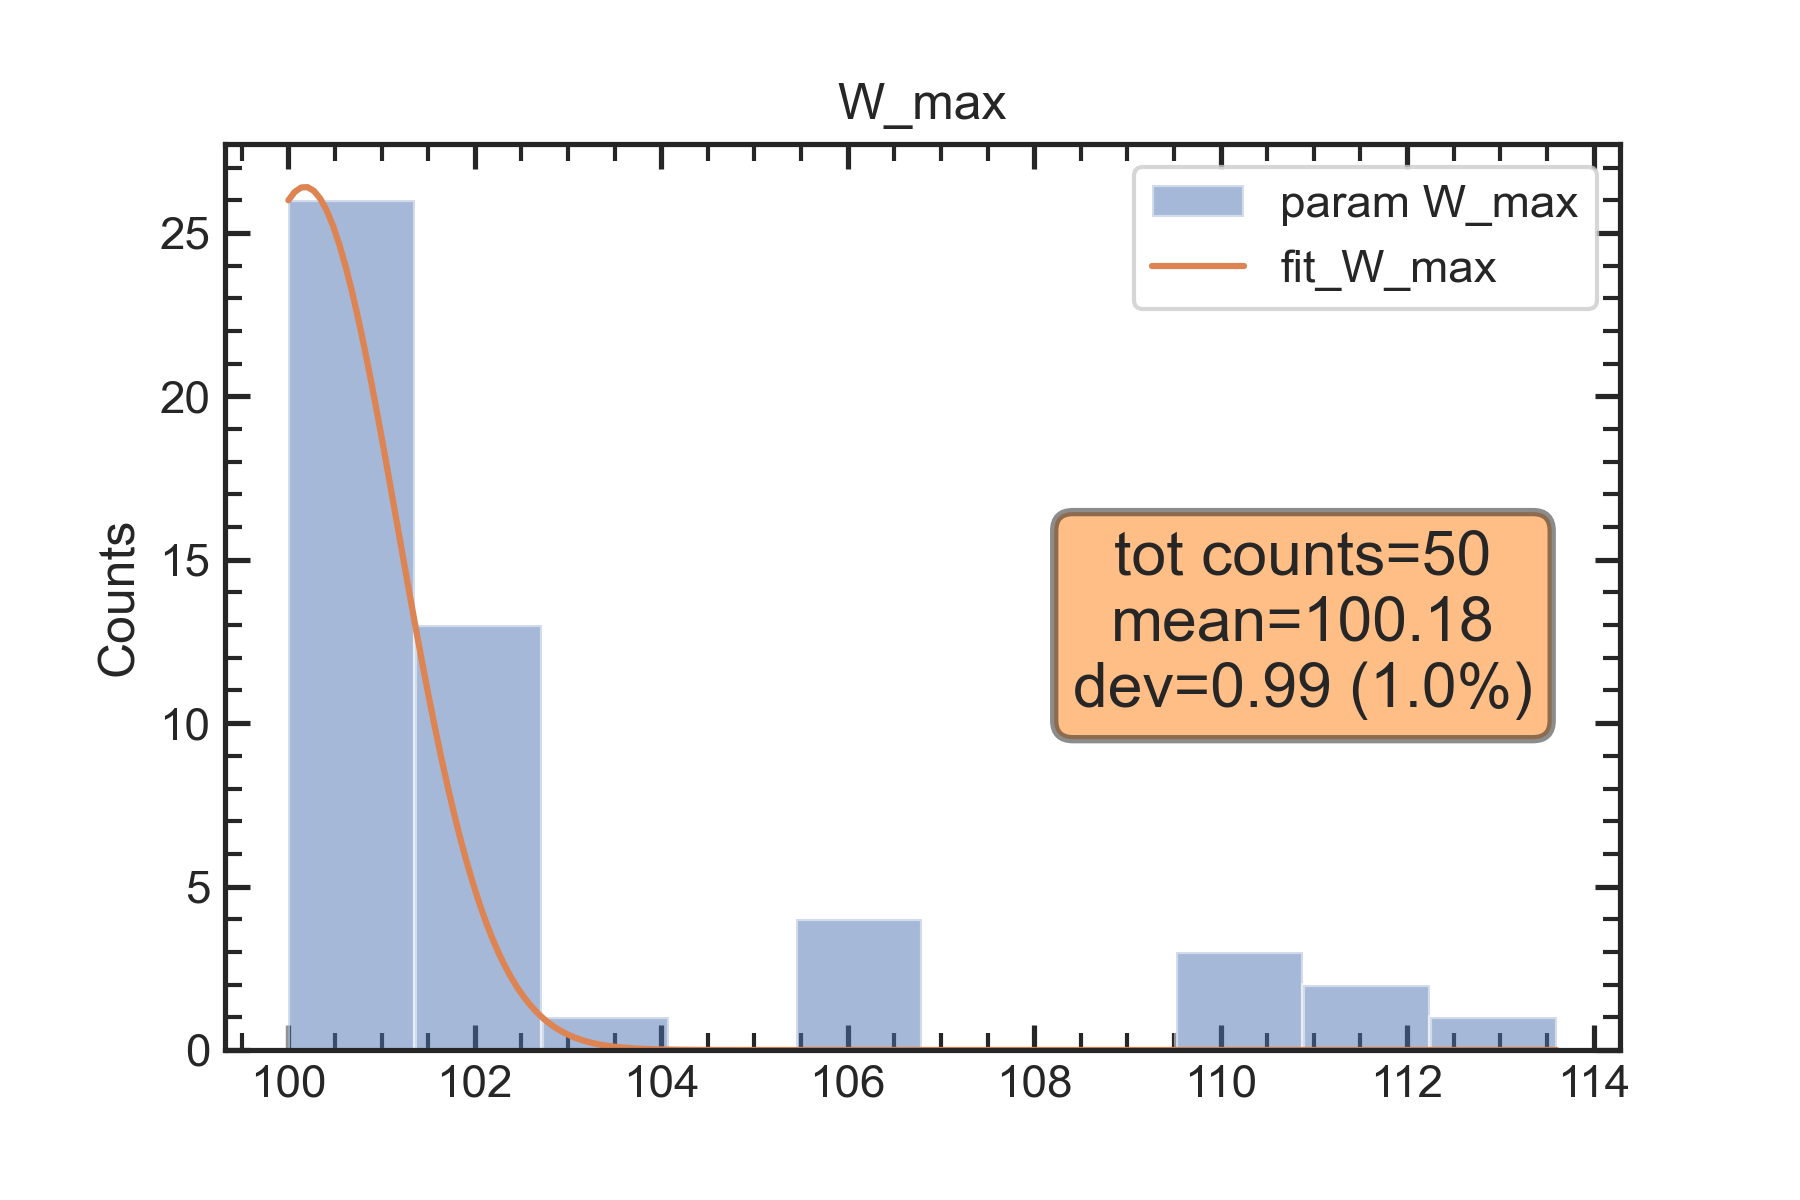 W_max
param W_max
fit_W_max
25
20
15
10
5
0
Counts
tot counts=50
mean=100.18
dev=0.99 (1.0%)
100 102 104 106 108 110 112 114